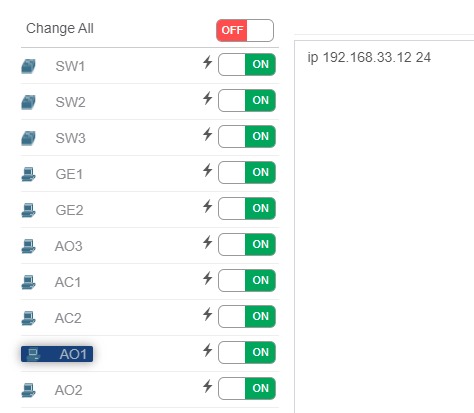 Change All OFF
ip 192.168.33.12 24
SW1 ON
SW2 ON
SW3 ON
GE1 ON
GE2 ON
AO3 ON
AC1 ON
AC2 ON
AO1 ON
AO2 ON